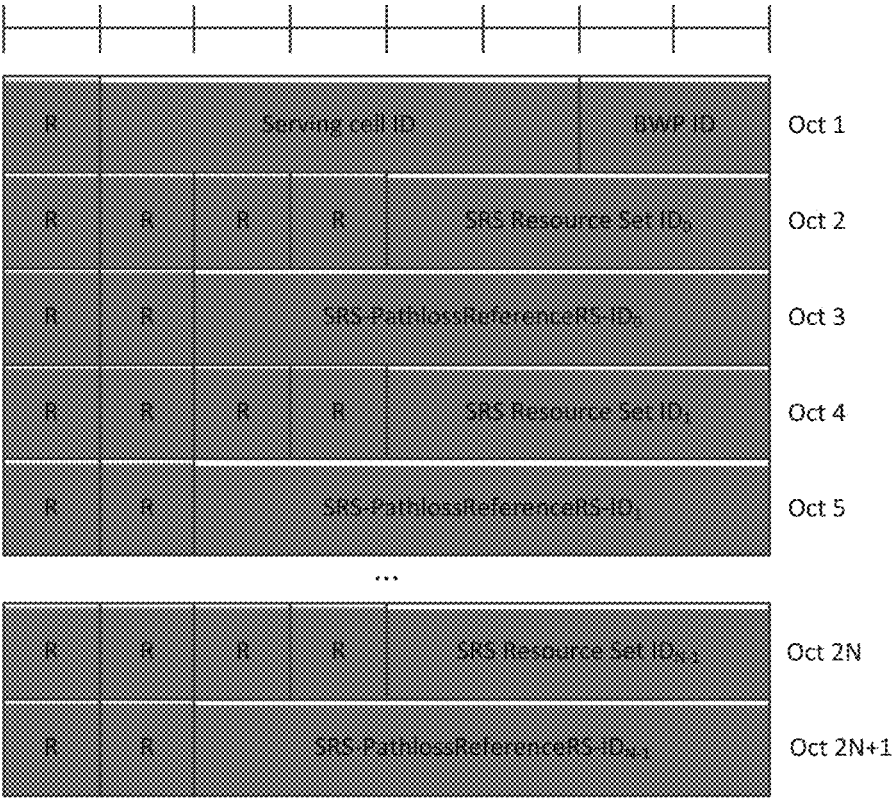 R Serving cell ID BWP ID Oct 1
R R R R SRS Resource Set ID₀ Oct 2
R R SRS-PathlossReferenceRS-ID₀ Oct 3
R R R R SRS Resource Set ID₁ Oct 4
R R SRS-PathlossReferenceRS-ID₁ Oct 5
...
R R R R SRS Resource Set ID_N-1 Oct 2N
R R SRS-PathlossReferenceRS-ID_N-1 Oct 2N+1